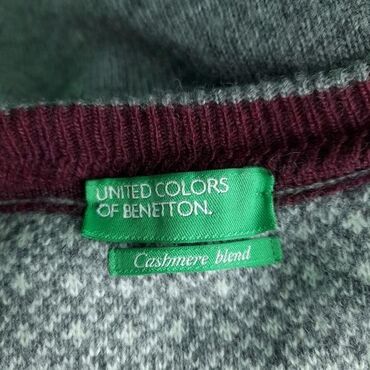 UNITED COLORS
OF BENETTON.
Cashmere blend